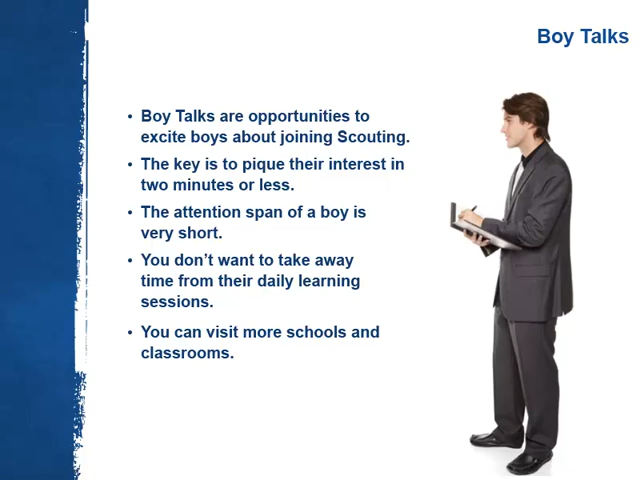 Boy Talks
• Boy Talks are opportunities to
excite boys about joining Scouting.
• The key is to pique their interest in
two minutes or less.
• The attention span of a boy is
very short.
• You don’t want to take away
time from their daily learning
sessions.
• You can visit more schools and
classrooms.